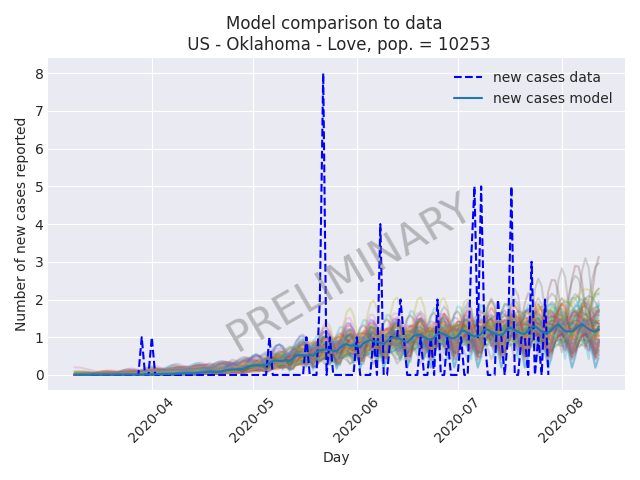 Model comparison to data
US - Oklahoma - Love, pop. = 10253
new cases data
new cases model
Number of new cases reported
8
7
6
5
4
3
2
1
0
PRELIMINARY
2020-04
2020-05
2020-06
2020-07
2020-08
Day